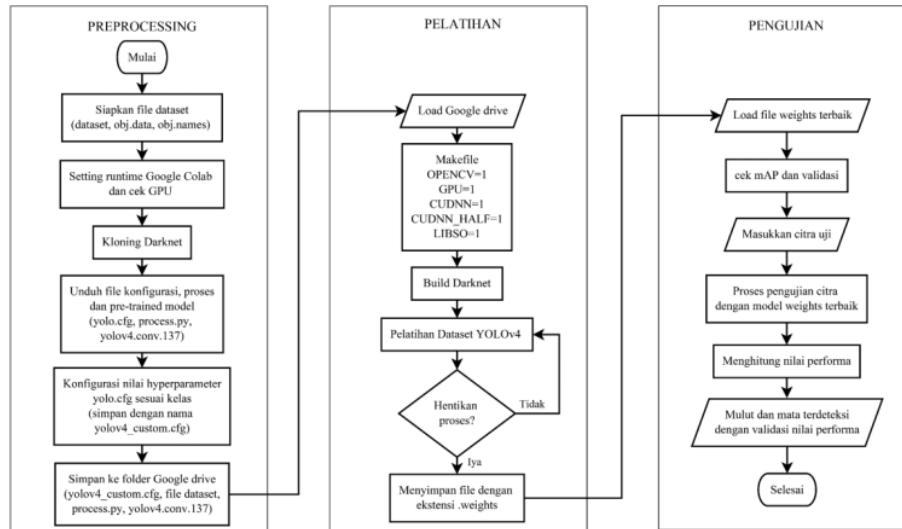 PREPROCESSING
Mulai
Siapkan file dataset
(dataset, obj.data, obj.names)
Setting runtime Google Colab
dan cek GPU
Kloning Darknet
Unduh file konfigurasi, proses
dan pre-trained model
(yolo.cfg, process.py,
yolov4.conv.137)
Konfigurasi nilai hyperparameter
yolo.cfg sesuai kelas
(simpan dengan nama
yolov4_custom.cfg)
Simpan ke folder Google drive
(yolov4_custom.cfg, file dataset,
process.py, yolov4.conv.137)
PELATIHAN
Load Google drive
Makefile
OPENCV=1
GPU=1
CUDNN=1
CUDNN_HALF=1
LIBSO=1
Build Darknet
Pelatihan Dataset YOLOv4
Hentikan
proses?
Tidak
Iya
Menyimpan file dengan
ekstensi .weights
PENGUJIAN
Load file weights terbaik
cek mAP dan validasi
Masukkan citra uji
Proses pengujian citra
dengan model weights terbaik
Menghitung nilai performa
Mulut dan mata terdeteksi
dengan validasi nilai performa
Selesai